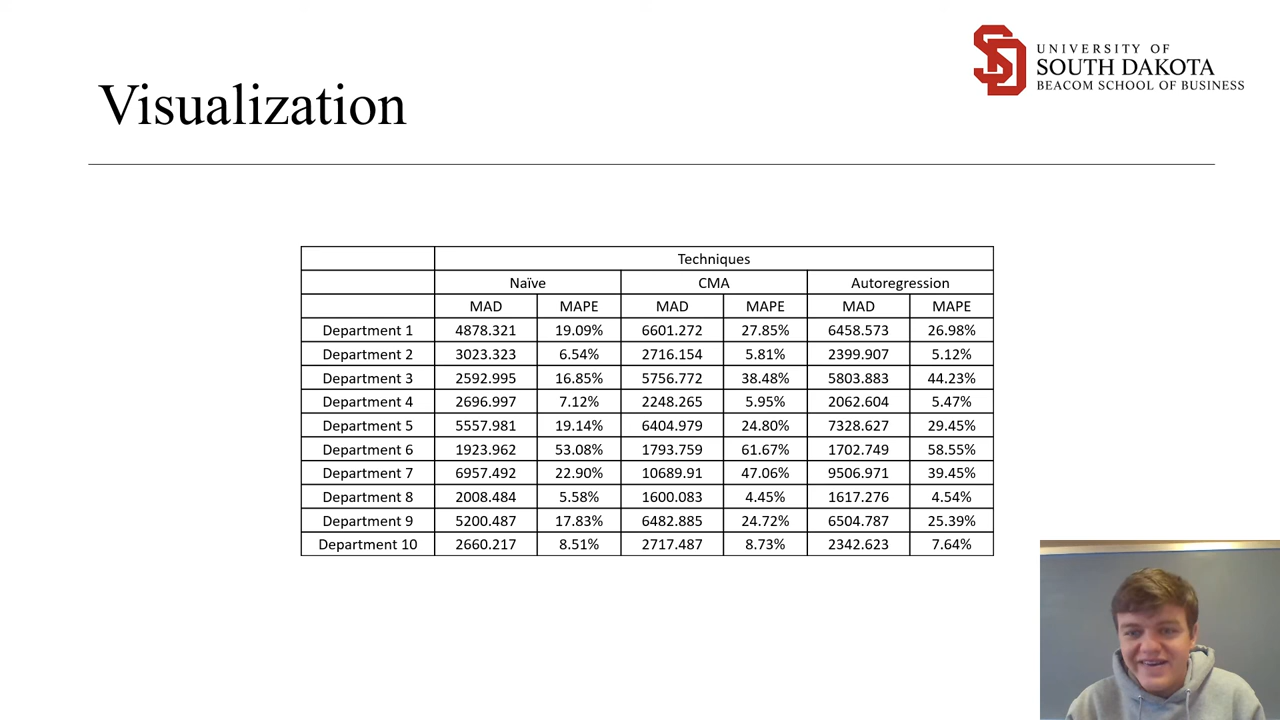 UNIVERSITY OF
SOUTH DAKOTA
BEACOM SCHOOL OF BUSINESS
Visualization
Techniques
Naïve CMA Autoregression
MAD MAPE MAD MAPE MAD MAPE
Department 1 4878.321 19.09% 6601.272 27.85% 6458.573 26.98%
Department 2 3023.323 6.54% 2716.154 5.81% 2399.907 5.12%
Department 3 2592.995 16.85% 5756.772 38.48% 5803.883 44.23%
Department 4 2696.997 7.12% 2248.265 5.95% 2062.604 5.47%
Department 5 5557.981 19.14% 6404.979 24.80% 7328.627 29.45%
Department 6 1923.962 53.08% 1793.759 61.67% 1702.749 58.55%
Department 7 6957.492 22.90% 10689.91 47.06% 9506.971 39.45%
Department 8 2008.484 5.58% 1600.083 4.45% 1617.276 4.54%
Department 9 5200.487 17.83% 6482.885 24.72% 6504.787 25.39%
Department 10 2660.217 8.51% 2717.487 8.73% 2342.623 7.64%